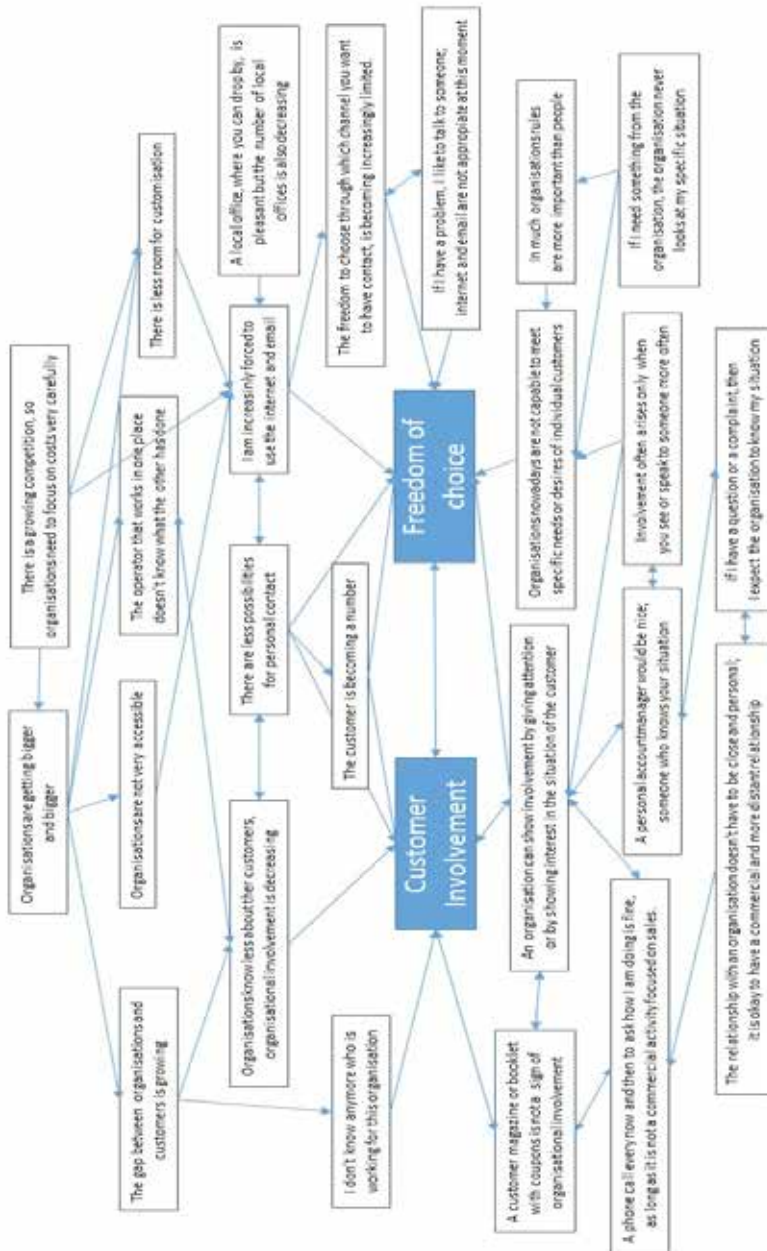 There is a growing competition, so
organisations need to focus on costs very carefully
Organisations are getting bigger
and bigger
There is less room for customisation
The operator that works in one place
doesn't know what the other has done
Organisations are not very accessible
The gap between organisations and
customers is growing
A local office, where you can drop by, is
pleasant but the number of local
offices is also decreasing
I am increasinly forced to
use the internet and email
There are less possibilities
for personal contact
Organisations know less about ther customers,
organisational involvement is decreasing
The freedom to choose through which channel you want
to have contact, is becoming increasingly limited.
The customer is becoming a number
I don't know anymore who is
working for this organisation
If I have a problem, I like to talk to someone;
internet and email are not appropiate at this moment
Freedom of
choice
Customer
Involvement
In much organisations rules
are more important than people
Organisations nowadays are not capable to meet
specific needs or desires of individual customers
An organisation can show involvement by giving attention
or by showing interest in the situation of the customer
A customer magazine or booklet
with coupons is not a sign of
organisational involvement
If I need something from the
organisation, the organisation never
looks at my specific situation
Involvement often arises only when
you see or speak to someone more often
A personal accountmanager would be nice;
someone who knows your situation
A phone call every now and then to ask how I am doing is fine,
as long as it is not a commercial activity focused on sales.
If I have a question or a complaint, then
I expect the organisation to know my situation
The relationship with an organisation doesn't have to be close and personal;
it is okay to have a commercial and more distant relationship